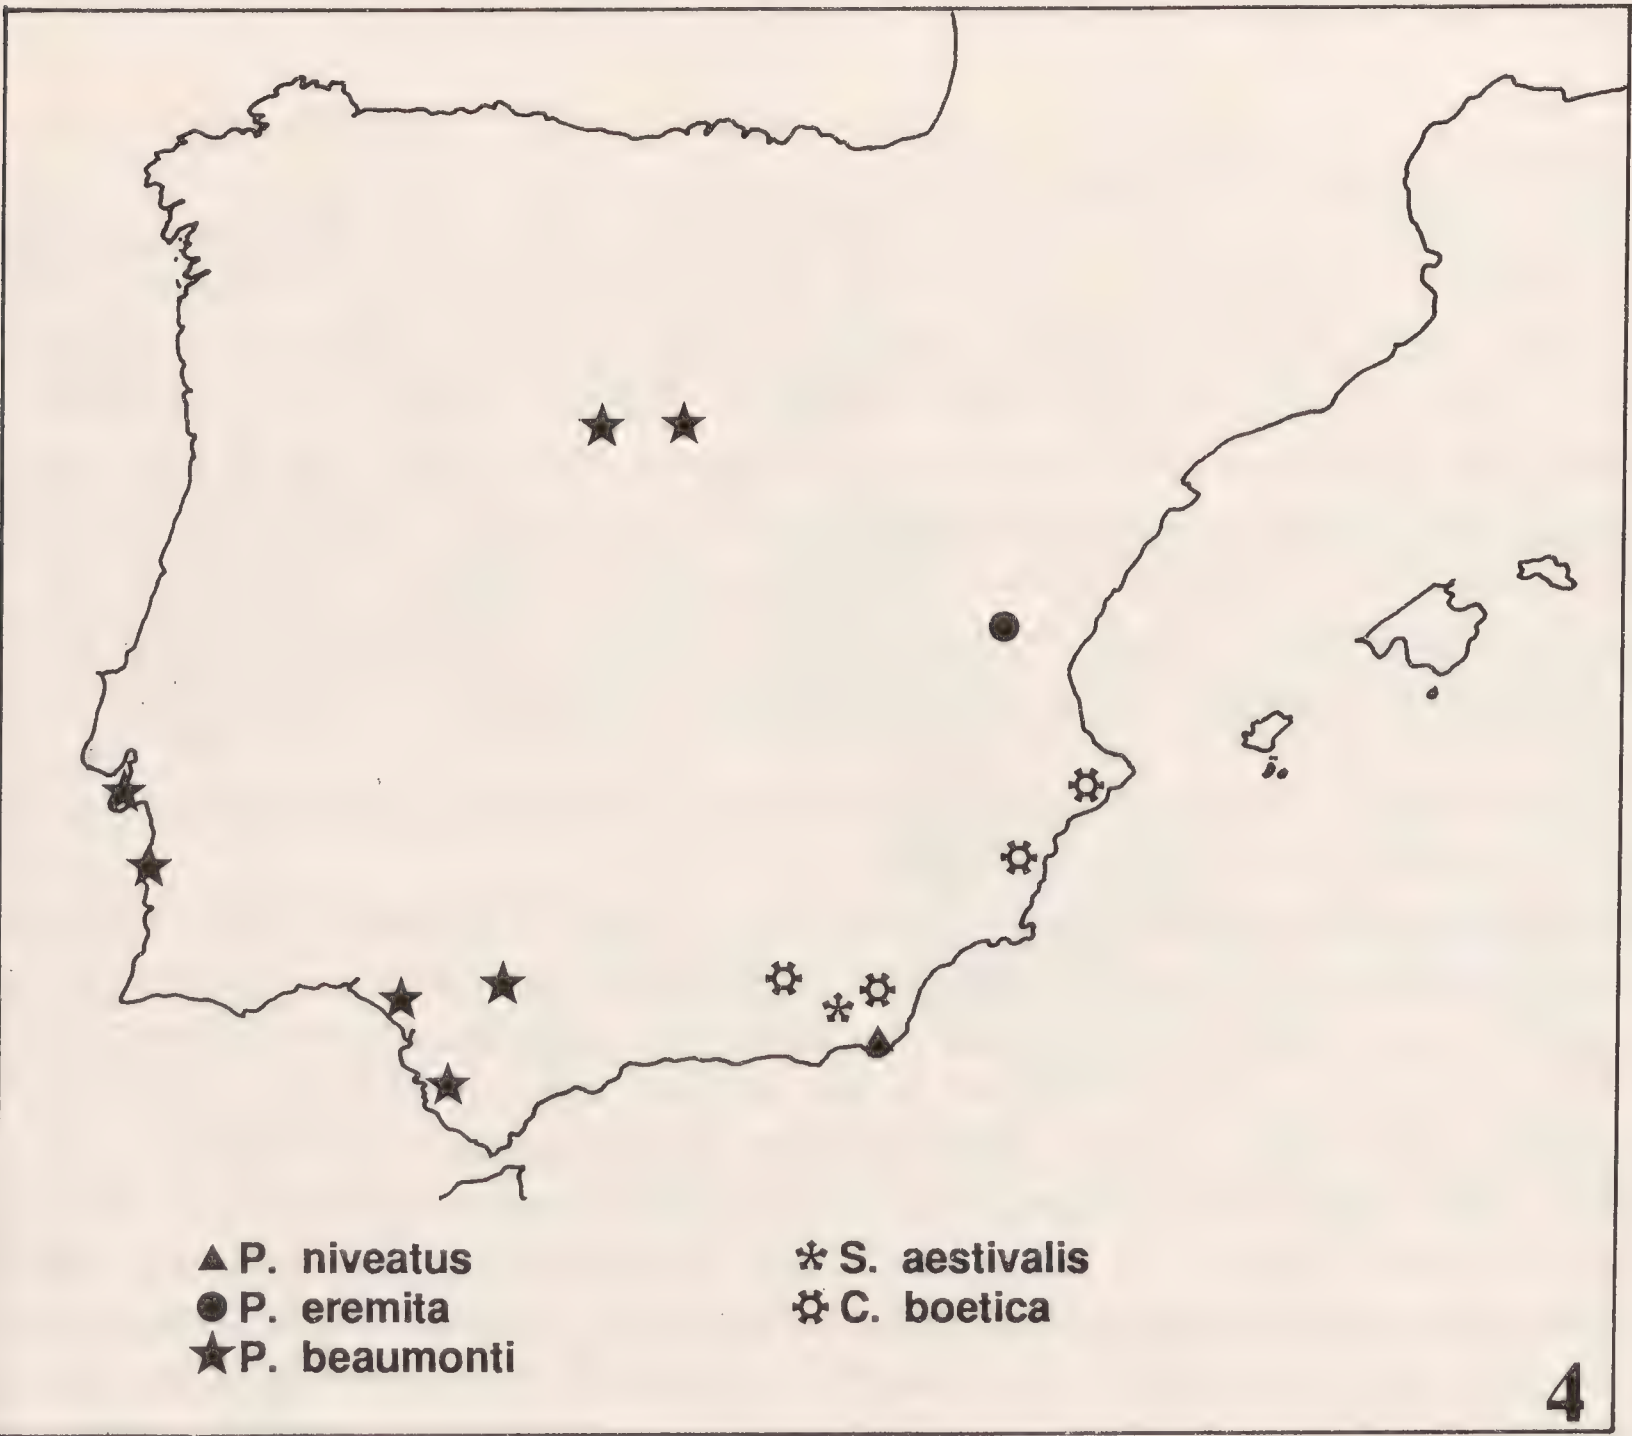 P. niveatus
P. eremita
P. beaumonti
S. aestivalis
C. boetica
4